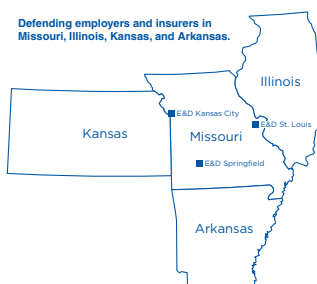 Defending employers and insurers in
Missouri, Illinois, Kansas, and Arkansas.
Illinois
E&D Kansas City
E&D St. Louis
Kansas
Missouri
E&D Springfield
Arkansas